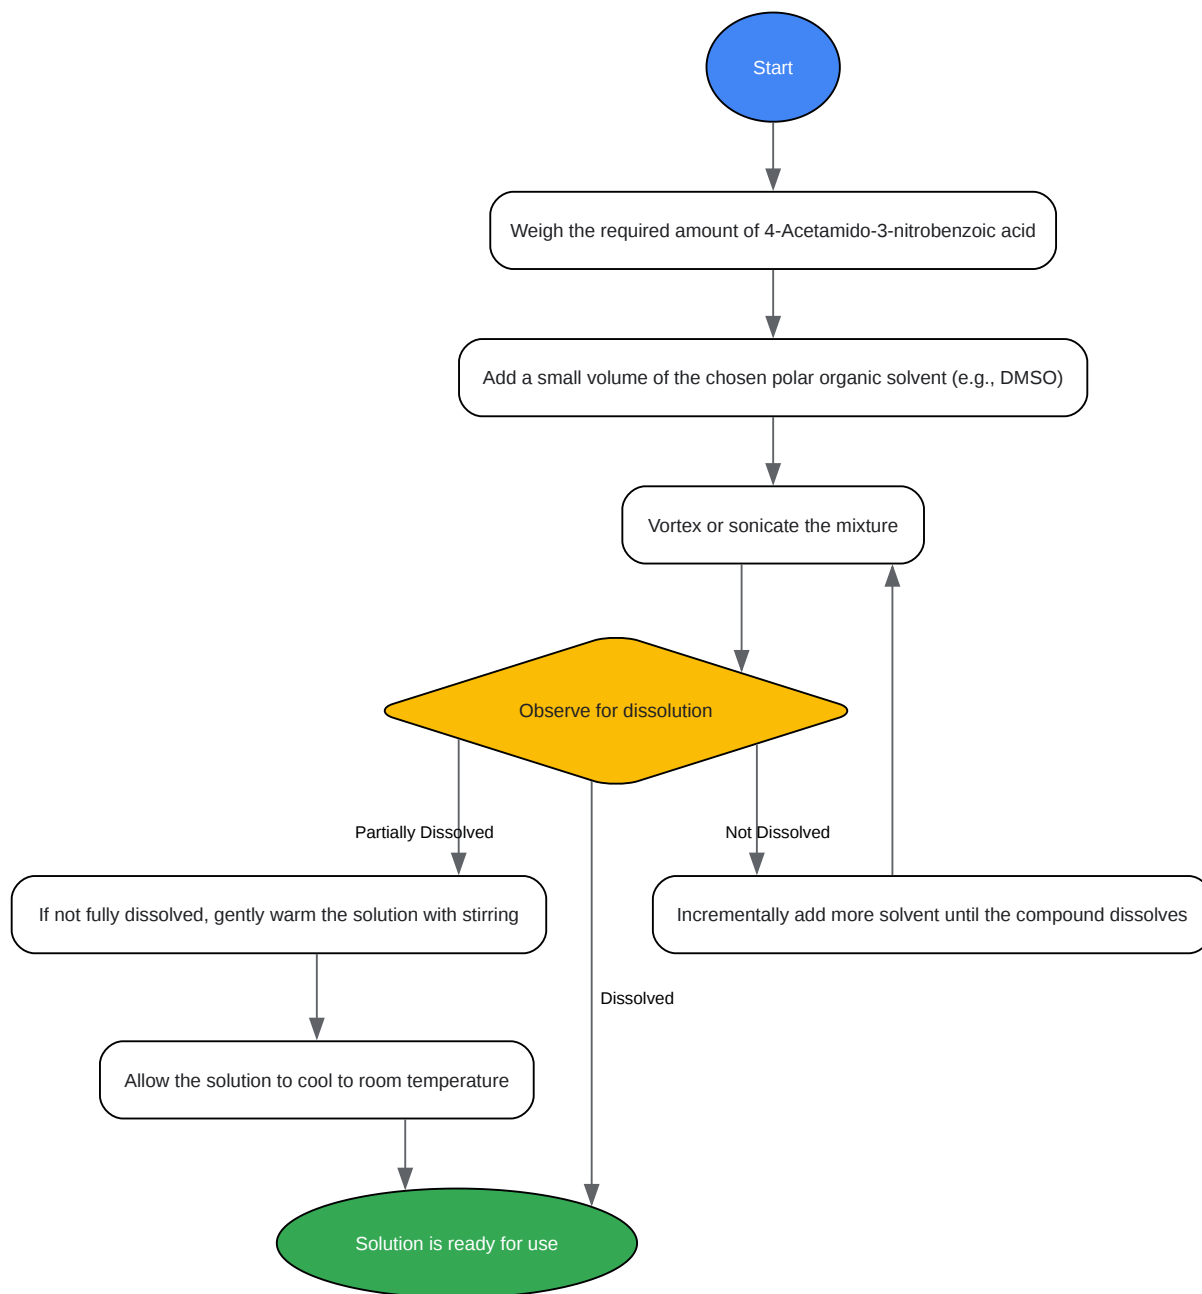 Start
Weigh the required amount of 4-Acetamido-3-nitrobenzoic acid
Add a small volume of the chosen polar organic solvent (e.g., DMSO)
Vortex or sonicate the mixture
Observe for dissolution
Partially Dissolved
Not Dissolved
If not fully dissolved, gently warm the solution with stirring
Incrementally add more solvent until the compound dissolves
Dissolved
Allow the solution to cool to room temperature
Solution is ready for use